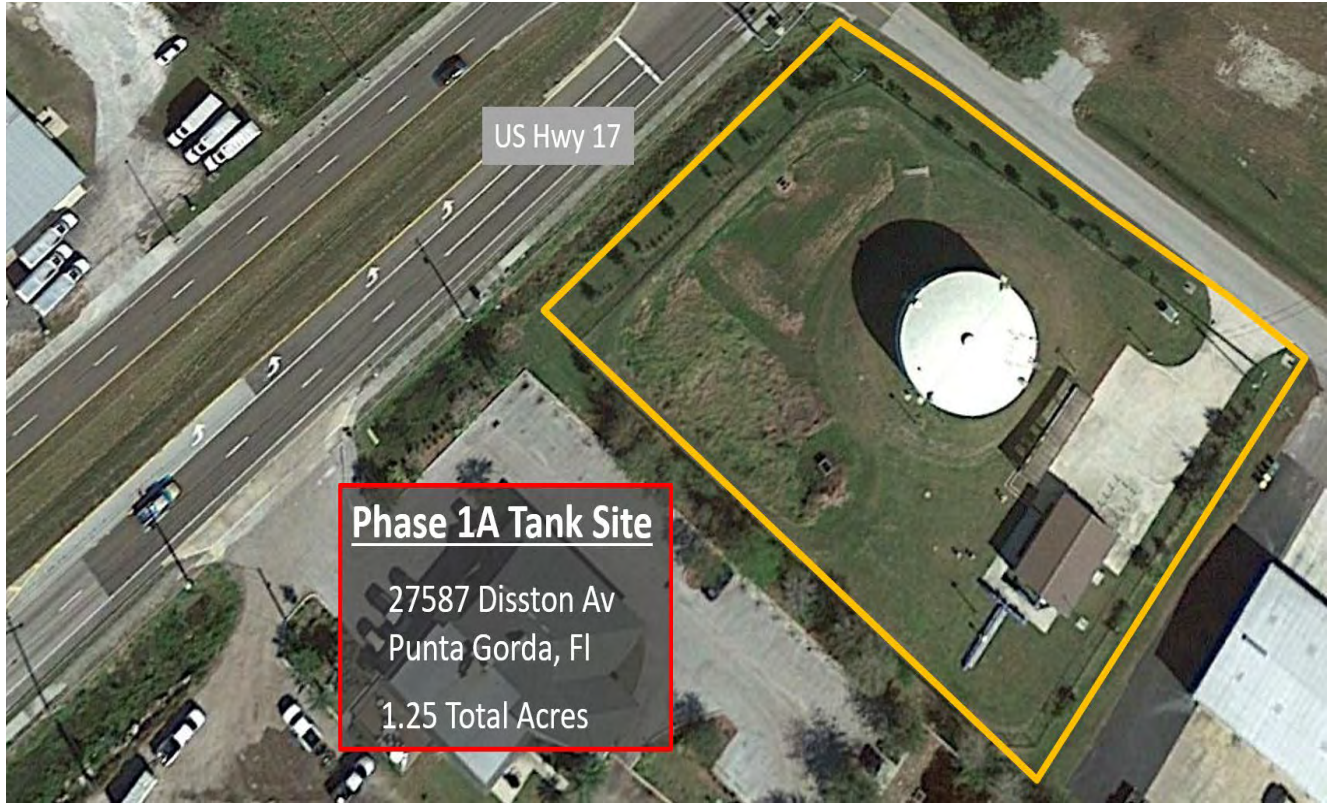 US Hwy 17
Phase 1A Tank Site
27587 Disston Av
Punta Gorda, Fl
1.25 Total Acres